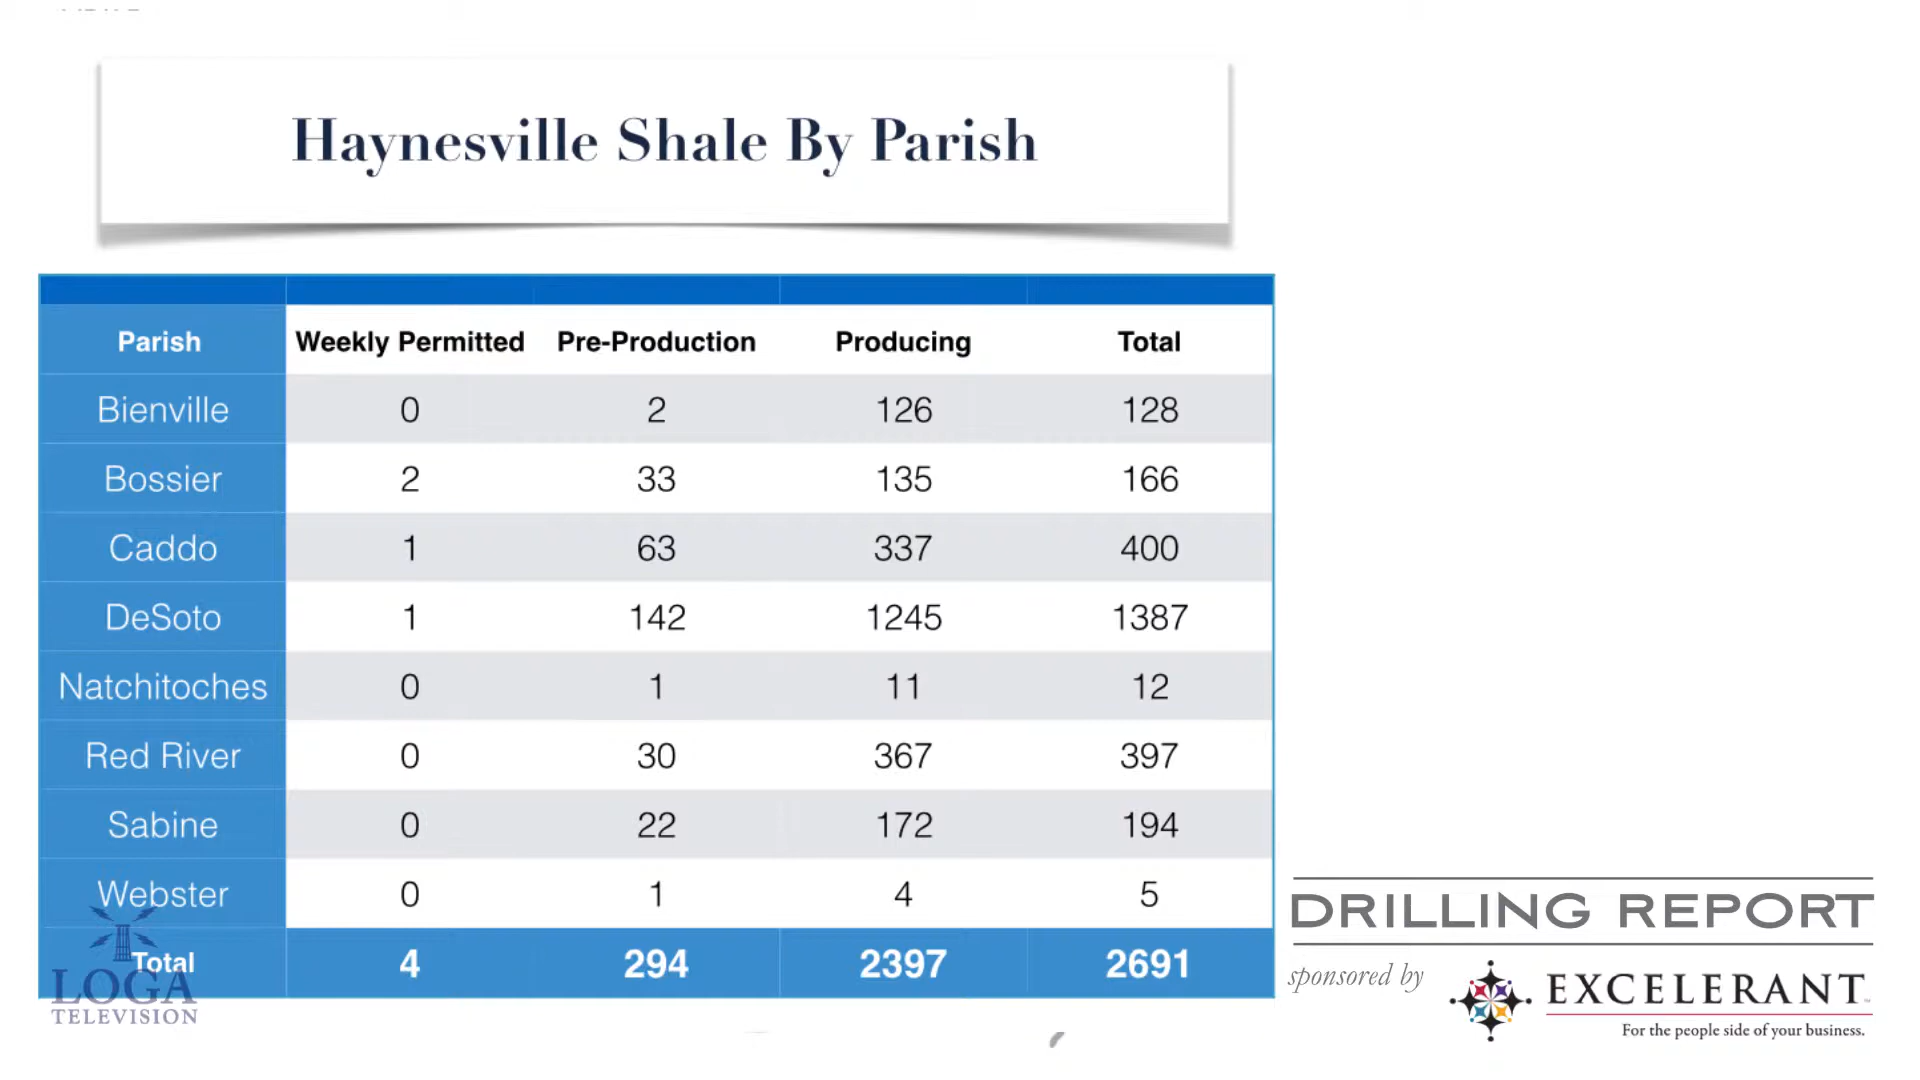 Haynesville Shale By Parish
Parish Weekly Permitted Pre-Production Producing Total
Bienville 0 2 126 128
Bossier 2 33 135 166
Caddo 1 63 337 400
DeSoto 1 142 1245 1387
Natchitoches 0 1 11 12
Red River 0 30 367 397
Sabine 0 22 172 194
Webster 0 1 4 5
Total 4 294 2397 2691
LOGA
TELEVISION
DRILLING REPORT
sponsored by
EXCELERANT
For the people side of your business.